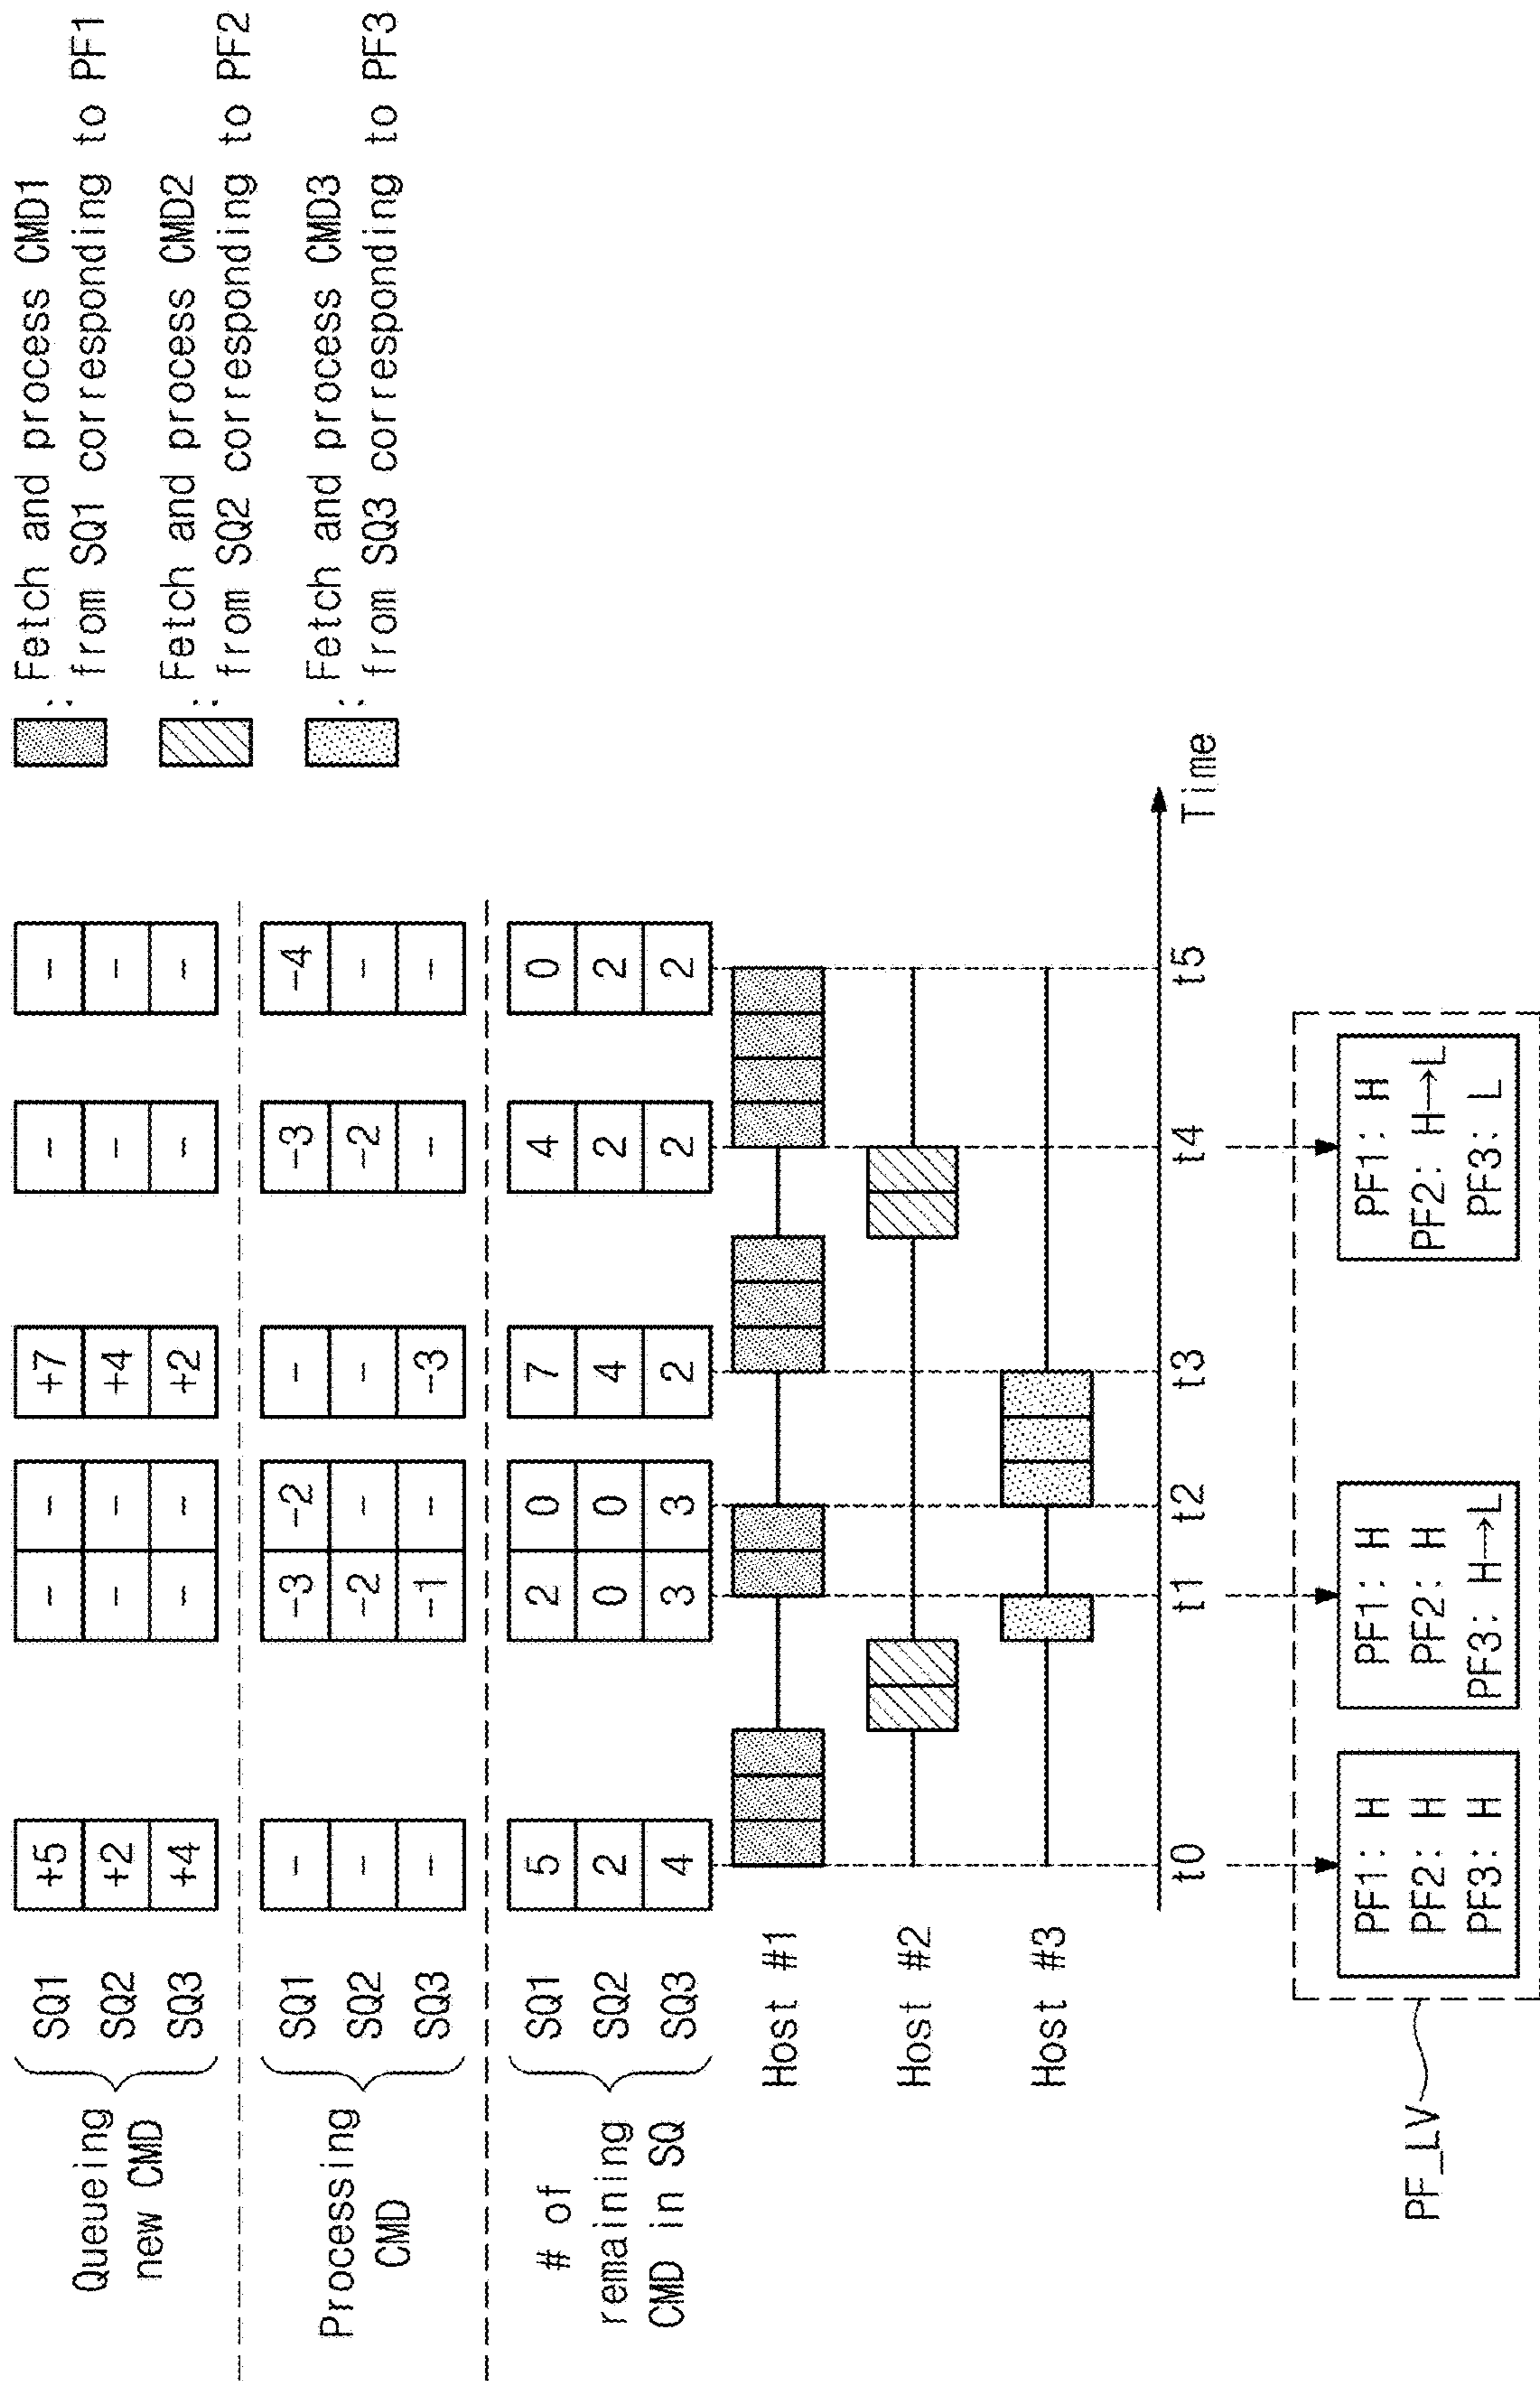 Fetch and process CMD1
from SQ1 corresponding to PF1
Fetch and process CMD2
from SQ2 corresponding to PF2
Fetch and process CMD3
from SQ3 corresponding to PF3
Queueing
new CMD
SQ1 +5 - - +7 - -
SQ2 +2 - - +4 - -
SQ3 +4 - - +2 - -
Processing
CMD
SQ1 - -3 -2 - -3 -4
SQ2 - -2 - - -2 -
SQ3 - -1 - -3 - -
# of
remaining
CMD in SQ
SQ1 5 2 0 7 4 0
SQ2 2 0 0 4 2 2
SQ3 4 3 3 2 2 2
Host #1
Host #2
Host #3
t0 t1 t2 t3 t4 t5
Time
PF_LV
PF1: H
PF2: H
PF3: H
PF1: H
PF2: H
PF3: H→L
PF1: H
PF2: H→L
PF3: L